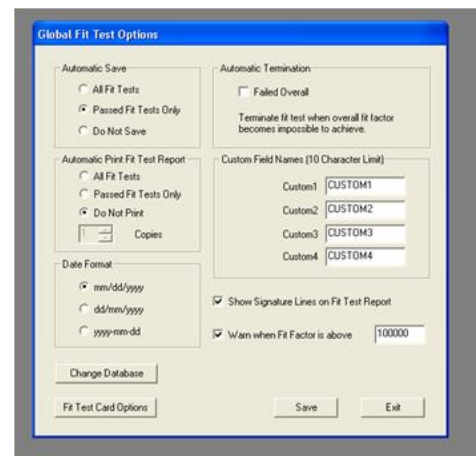 Global Fit Test Options
Automatic Save
All Fit Tests
Passed Fit Tests Only
Do Not Save
Automatic Print Fit Test Report
All Fit Tests
Passed Fit Tests Only
Do Not Print
1 Copies
Date Format
mm/dd/yyyy
dd/mm/yyyy
yyyy-mm-dd
Change Database
Fit Test Card Options
Automatic Termination
Failed Overall
Terminate fit test when overall fit factor
becomes impossible to achieve.
Custom Field Names (10 Character Limit)
Custom1 CUSTOM1
Custom2 CUSTOM2
Custom3 CUSTOM3
Custom4 CUSTOM4
Show Signature Lines on Fit Test Report
Warn when Fit Factor is above 100000
Save Exit